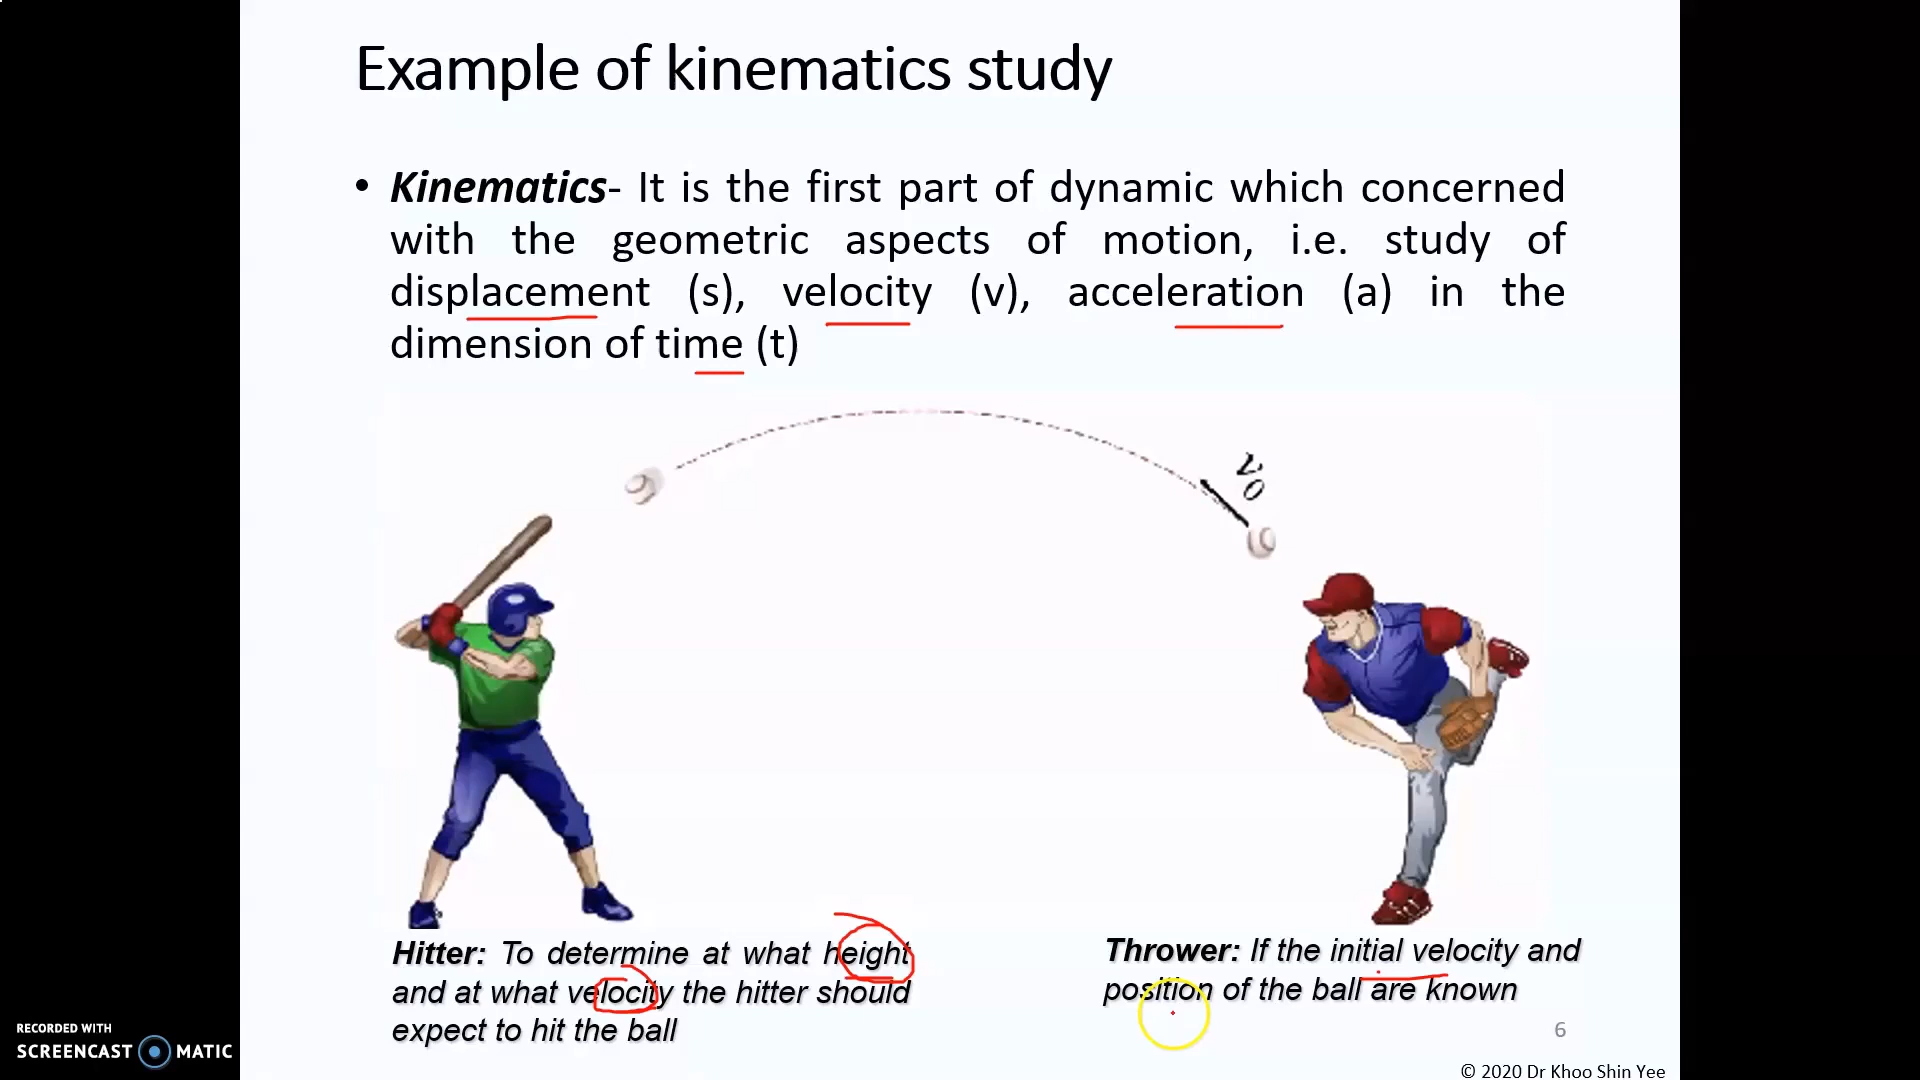 Example of kinematics study
• Kinematics- It is the first part of dynamic which concerned
with the geometric aspects of motion, i.e. study of
displacement (s), velocity (v), acceleration (a) in the
dimension of time (t)
v0
Hitter: To determine at what height
and at what velocity the hitter should
expect to hit the ball
Thrower: If the initial velocity and
position of the ball are known
6
RECORDED WITH
SCREENCAST MATIC
© 2020 Dr Khoo Shin Yee